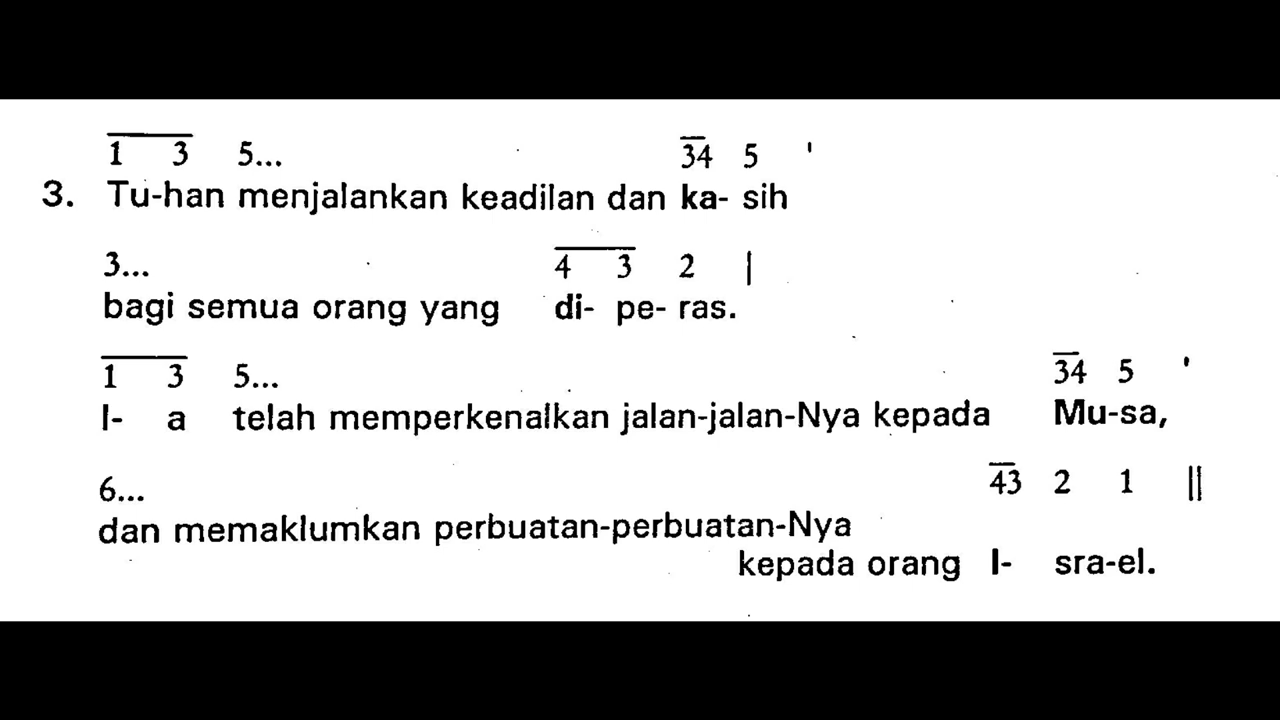 1 3 5... 34 5 '
3. Tu-han menjalankan keadilan dan ka- sih
3... 4 3 2 |
bagi semua orang yang di- pe- ras.
1 3 5... 34 5 '
I- a telah memperkenalkan jalan-jalan-Nya kepada Mu-sa,
6... 43 2 1 ||
dan memaklumkan perbuatan-perbuatan-Nya
kepada orang I- sra-el.